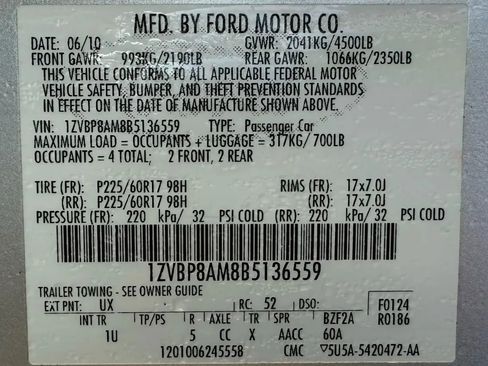 MFD. BY FORD MOTOR CO.
DATE: 06/10 GVWR: 2041KG/4500LB
FRONT GAWR: 993KG/2190LB REAR GAWR: 1066KG/2350LB
THIS VEHICLE CONFORMS TO ALL APPLICABLE FEDERAL MOTOR
VEHICLE SAFETY, BUMPER, AND THEFT PREVENTION STANDARDS
IN EFFECT ON THE DATE OF MANUFACTURE SHOWN ABOVE.
VIN: 1ZVBP8AM8B5136559 TYPE: Passenger Car
MAXIMUM LOAD = OCCUPANTS + LUGGAGE = 317KG/700LB
OCCUPANTS = 4 TOTAL; 2 FRONT, 2 REAR
TIRE (FR): P225/60R17 98H RIMS (FR): 17x7.0J
(RR): P225/60R17 98H (RR): 17x7.0J
PRESSURE (FR): 220 kPa/ 32 PSI COLD (RR): 220 kPa/ 32 PSI COLD
1ZVBP8AM8B5136559
TRAILER TOWING - SEE OWNER GUIDE
EXT PNT: UX RC: 52 DSO: F0124
INT TR TP/PS R AXLE TR SPR BZF2A R0186
1U 5 CC X AACC 60A
1201006245558 CMC ▽5U5A-5420472-AA